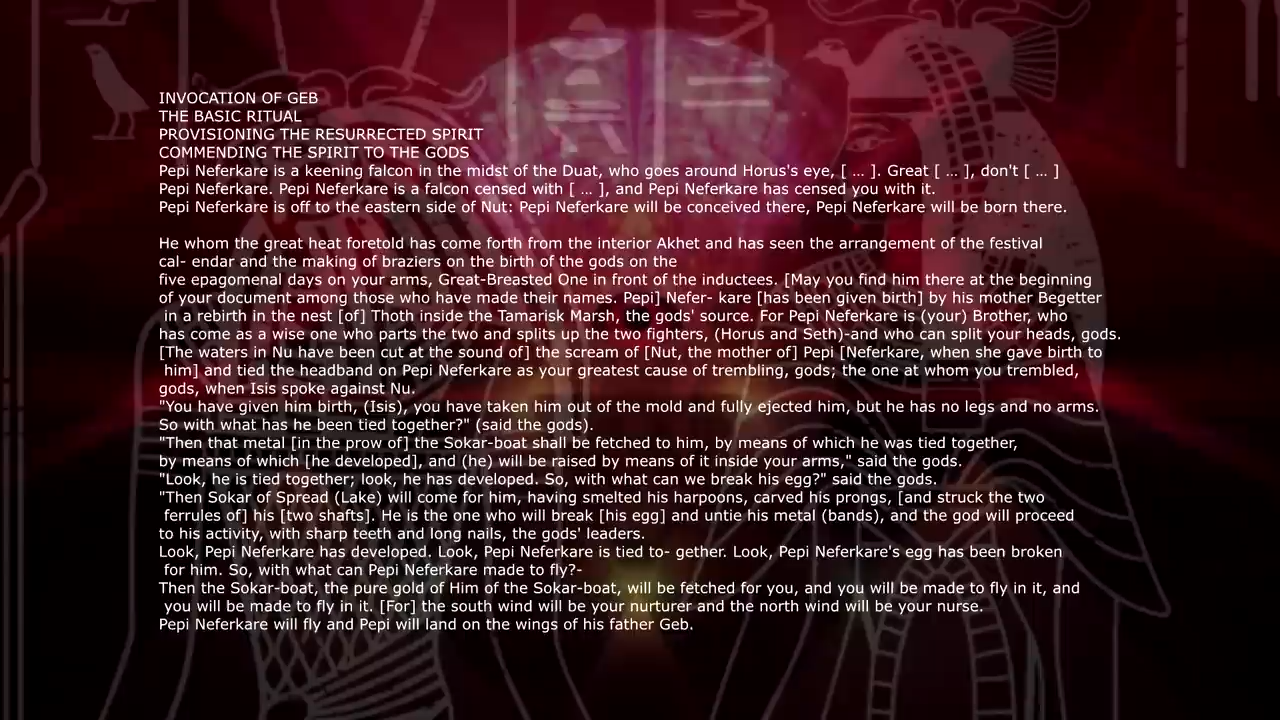 INVOCATION OF GEB
THE BASIC RITUAL
PROVISIONING THE RESURRECTED SPIRIT
COMMENDING THE SPIRIT TO THE GODS
Pepi Neferkare is a keening falcon in the midst of the Duat, who goes around Horus's eye, [ ... ]. Great [ ... ], don't [ ... ]
Pepi Neferkare. Pepi Neferkare is a falcon censed with [ ... ], and Pepi Neferkare has censed you with it.
Pepi Neferkare is off to the eastern side of Nut: Pepi Neferkare will be conceived there, Pepi Neferkare will be born there.
He whom the great heat foretold has come forth from the interior Akhet and has seen the arrangement of the festival
cal- endar and the making of braziers on the birth of the gods on the
five epagomenal days on your arms, Great-Breasted One in front of the inductees. [May you find him there at the beginning
of your document among those who have made their names. Pepi] Nefer- kare [has been given birth] by his mother Begetter
in a rebirth in the nest [of] Thoth inside the Tamarisk Marsh, the gods' source. For Pepi Neferkare is (your) Brother, who
has come as a wise one who parts the two and splits up the two fighters, (Horus and Seth)-and who can split your heads, gods.
[The waters in Nu have been cut at the sound of] the scream of [Nut, the mother of] Pepi [Neferkare, when she gave birth to
him] and tied the headband on Pepi Neferkare as your greatest cause of trembling, gods; the one at whom you trembled,
gods, when Isis spoke against Nu.
"You have given him birth, (Isis), you have taken him out of the mold and fully ejected him, but he has no legs and no arms.
So with what has he been tied together?" (said the gods).
"Then that metal [in the prow of] the Sokar-boat shall be fetched to him, by means of which he was tied together,
by means of which [he developed], and (he) will be raised by means of it inside your arms," said the gods.
"Look, he is tied together; look, he has developed. So, with what can we break his egg?" said the gods.
"Then Sokar of Spread (Lake) will come for him, having smelted his harpoons, carved his prongs, [and struck the two
ferrules of] his [two shafts]. He is the one who will break [his egg] and untie his metal (bands), and the god will proceed
to his activity, with sharp teeth and long nails, the gods' leaders.
Look, Pepi Neferkare has developed. Look, Pepi Neferkare is tied to- gether. Look, Pepi Neferkare's egg has been broken
for him. So, with what can Pepi Neferkare made to fly?-
Then the Sokar-boat, the pure gold of Him of the Sokar-boat, will be fetched for you, and you will be made to fly in it, and
you will be made to fly in it. [For] the south wind will be your nurturer and the north wind will be your nurse.
Pepi Neferkare will fly and Pepi will land on the wings of his father Geb.